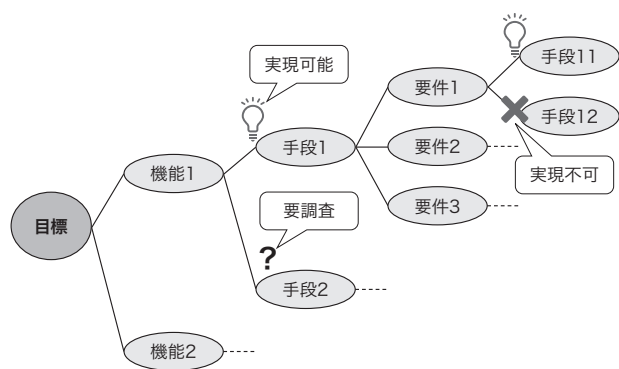 手段11
実現可能
要件1
手段12
手段1
要件2
機能1
実現不可
要件3
要調査
目標
?
手段2
機能2